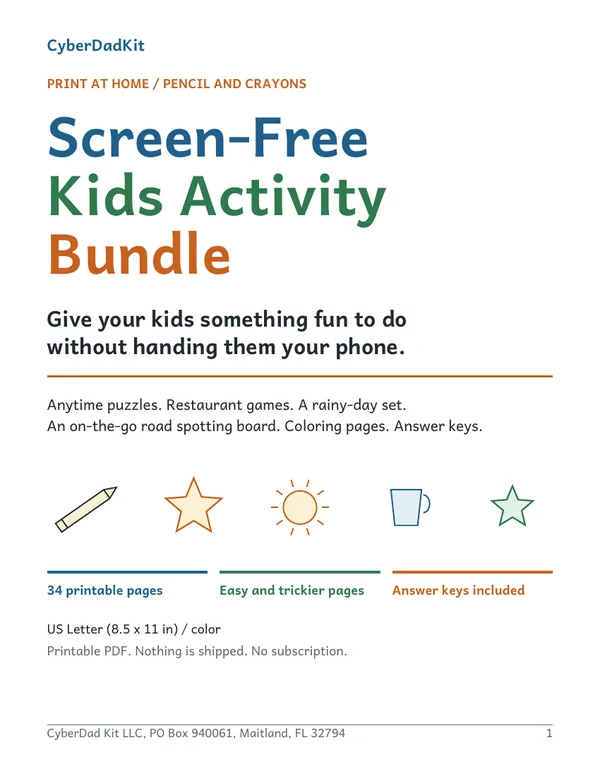 CyberDadKit
PRINT AT HOME / PENCIL AND CRAYONS
Screen-Free
Kids Activity
Bundle
Give your kids something fun to do
without handing them your phone.
Anytime puzzles. Restaurant games. A rainy-day set.
An on-the-go road spotting board. Coloring pages. Answer keys.
34 printable pages
Easy and trickier pages
Answer keys included
US Letter (8.5 x 11 in) / color
Printable PDF. Nothing is shipped. No subscription.
CyberDad Kit LLC, PO Box 940061, Maitland, FL 32794
1